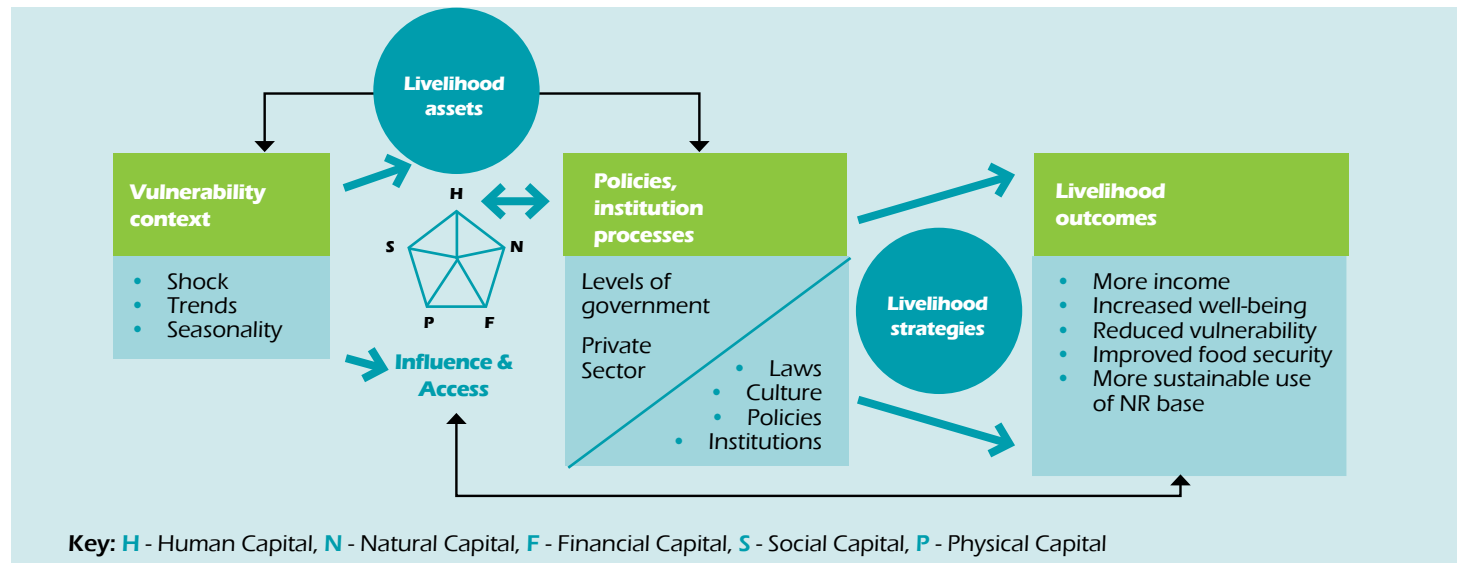 Livelihood
assets
Vulnerability
context
• Shock
• Trends
• Seasonality
H
S
N
P
F
Influence &
Access
Policies,
institution
processes
Levels of
government
Private
Sector
• Laws
• Culture
• Policies
• Institutions
Livelihood
strategies
Livelihood
outcomes
• More income
• Increased well-being
• Reduced vulnerability
• Improved food security
• More sustainable use
of NR base
Key: H - Human Capital, N - Natural Capital, F - Financial Capital, S - Social Capital, P - Physical Capital